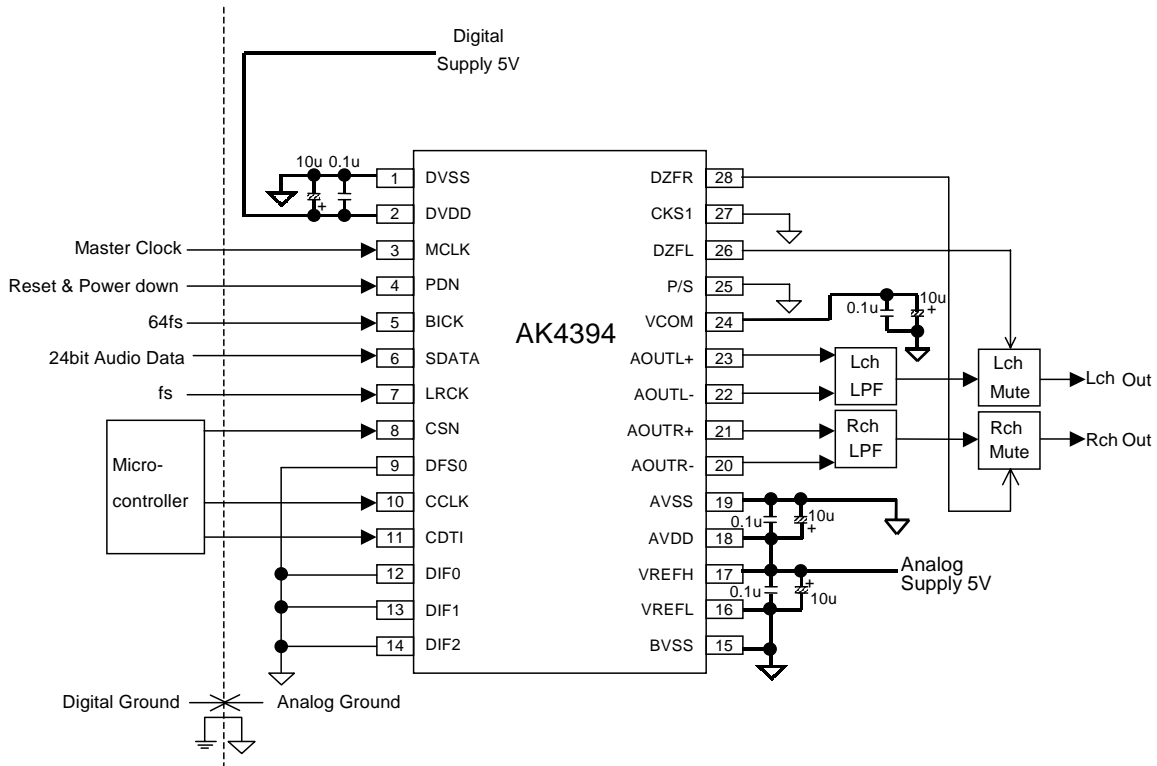 Digital
Supply 5V
10u 0.1u
+
1 DVSS
2 DVDD
Master Clock 3 MCLK
Reset & Power down 4 PDN
64fs 5 BICK
24bit Audio Data 6 SDATA
fs 7 LRCK
8 CSN
9 DFS0
10 CCLK
11 CDTI
12 DIF0
13 DIF1
14 DIF2
Micro-
controller
AK4394
DZFR 28
CKS1 27
DZFL 26
P/S 25
VCOM 24
AOUTL+ 23
AOUTL- 22
AOUTR+ 21
AOUTR- 20
AVSS 19
AVDD 18
VREFH 17
VREFL 16
BVSS 15
0.1u 10u
+
Lch
LPF
Lch
Mute
Lch Out
Rch
LPF
Rch
Mute
Rch Out
0.1u 10u
+
Analog
Supply 5V
0.1u + 10u
Digital Ground Analog Ground